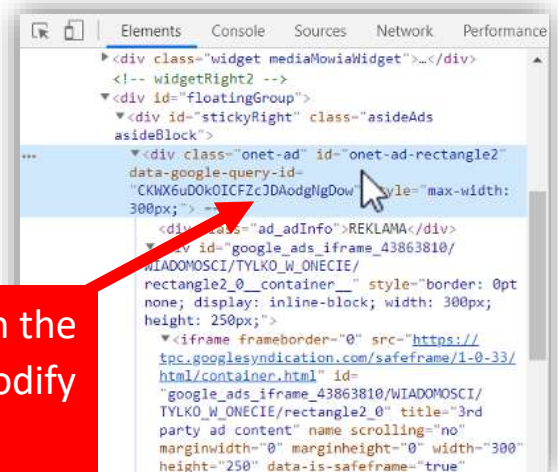 Elements Console Sources Network Performance
<div class="widget mediaMowiaWidget">…</div>
<!-- widgetRight2 -->
<div id="floatingGroup">
<div id="stickyRight" class="asideAds
asideBlock">
… <div class="onet-ad" id="onet-ad-rectangle2"
data-google-query-id=
style="max-width:
300px;">
class="ad_adInfo">REKLAMA</div>
id="google_ads_iframe_43863810/
WIADOMOSCI/TYLKO_W_ONECIE/
rectangle2_0__container__" style="border: 0pt
none; display: inline-block; width: 300px;
height: 250px;">
<iframe frameborder="0" src="https://
tpc.googlesyndication.com/safeframe/1-0-33/
html/container.html" id=
"google_ads_iframe_43863810/WIADOMOSCI/
TYLKO_W_ONECIE/rectangle2_0" title="3rd
party ad content" name scrolling="no"
marginwidth="0" marginheight="0" width="300"
height="250" data-is-safeframe="true"
the
odify